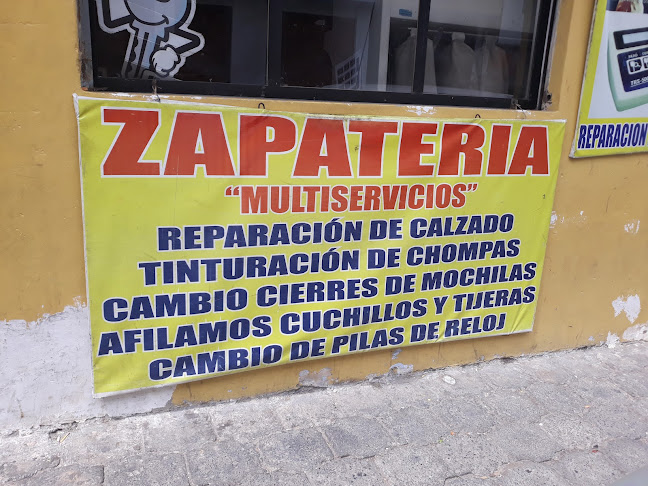 ZAPATERIA
"MULTISERVICIOS"
REPARACIÓN DE CALZADO
TINTURACIÓN DE CHOMPAS
CAMBIO CIERRES DE MOCHILAS
AFILAMOS CUCHILLOS Y TIJERAS
CAMBIO DE PILAS DE RELOJ
REPARACION